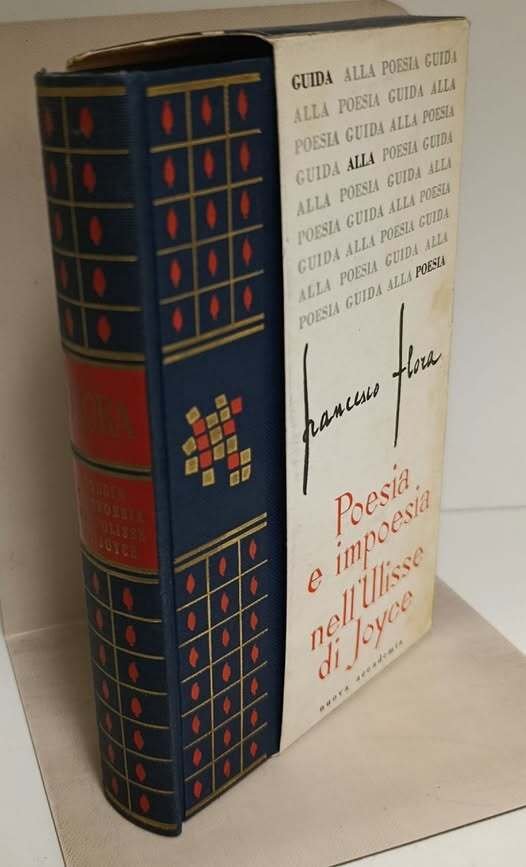 ULISSE
JOYCE
GUIDA ALLA POESIA GUIDA
ALLA POESIA GUIDA ALLA
POESIA GUIDA ALLA POESIA
GUIDA ALLA POESIA GUIDA
ALLA POESIA GUIDA ALLA
POESIA GUIDA ALLA POESIA
GUIDA ALLA POESIA GUIDA
ALLA POESIA GUIDA ALLA
POESIA GUIDA ALLA POESIA
francesco flora
Poesia
e impoesia
nell'Ulisse
di Joyce
nuova accademia